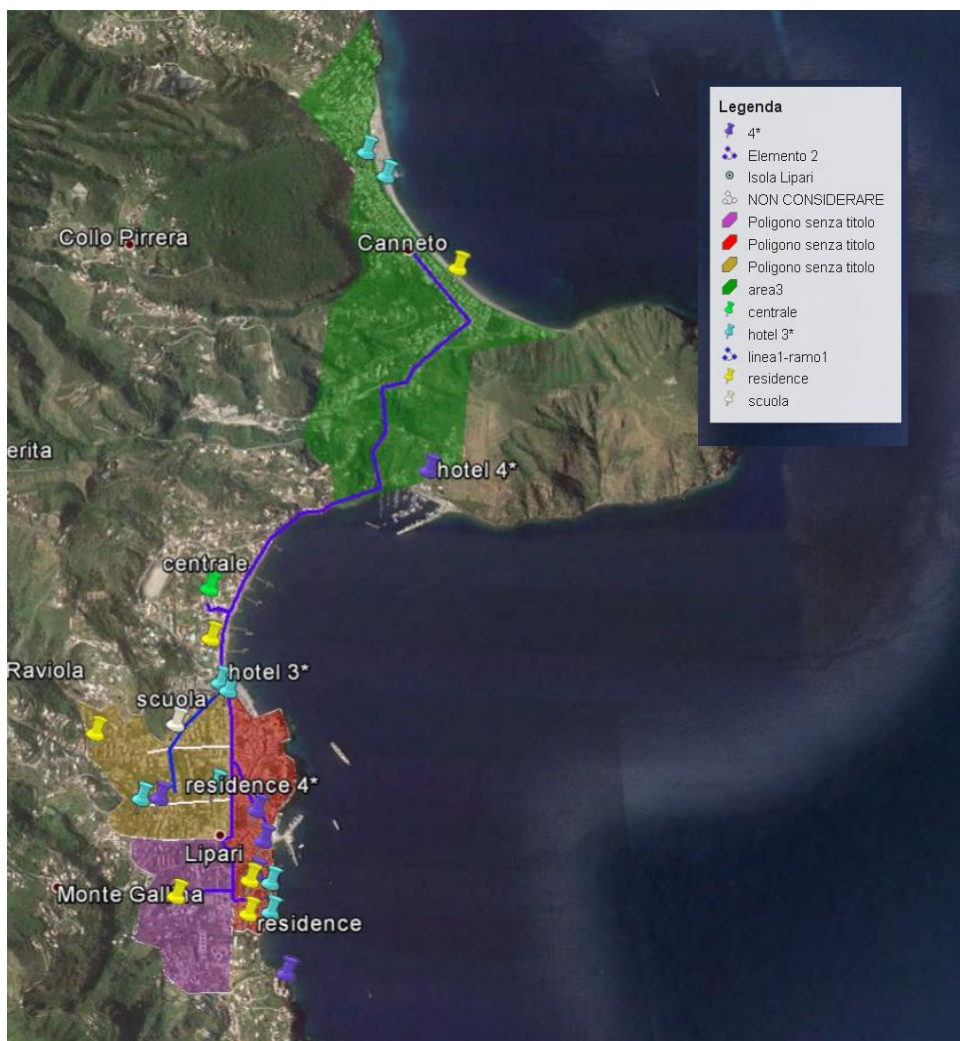 Legenda
4*
Elemento 2
Isola Lipari
NON CONSIDERARE
Poligono senza titolo
Poligono senza titolo
Poligono senza titolo
area3
centrale
hotel 3*
linea1-ramo1
residence
scuola
Collo Pirrera
Canneto
erita
hotel 4*
centrale
Raviola
hotel 3*
scuola
residence 4*
Lipari
Monte Gallina
residence